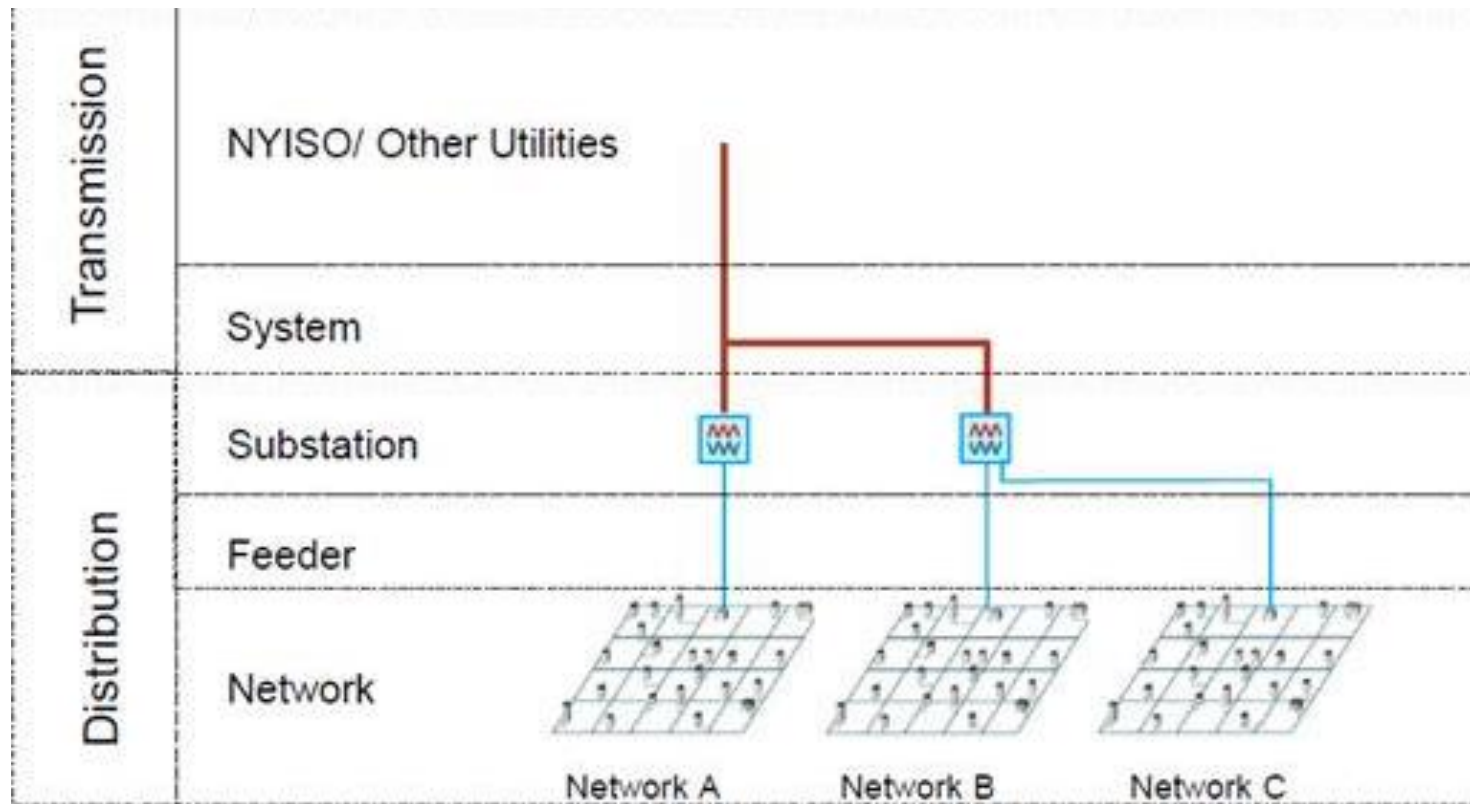 Transmission
NYISO/ Other Utilities
System
Distribution
Substation
Feeder
Network
Network A
Network B
Network C